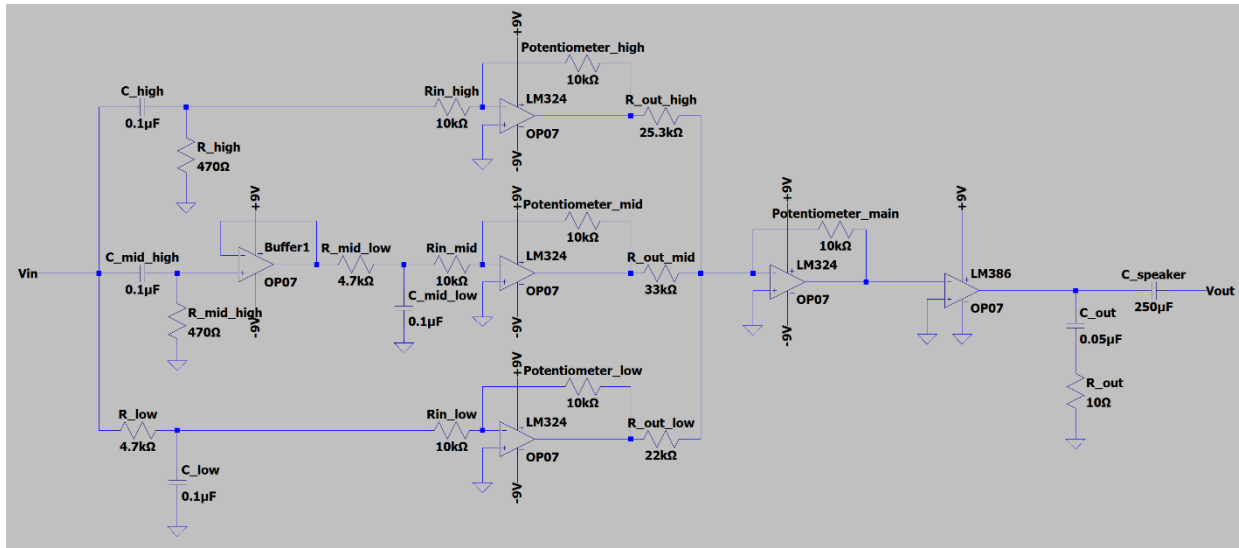 +9V
Potentiometer_high
10kΩ
C_high
0.1µF
Rin_high
10kΩ
LM324
OP07
R_out_high
25.3kΩ
R_high
470Ω
-9V
+9V
+9V
Potentiometer_mid
10kΩ
+9V
+9V
Potentiometer_main
10kΩ
Vin
C_mid_high
0.1µF
Buffer1
OP07
R_mid_low
4.7kΩ
Rin_mid
10kΩ
LM324
OP07
R_out_mid
33kΩ
LM324
OP07
LM386
OP07
C_speaker
250µF
Vout
R_mid_high
470Ω
-9V
C_mid_low
0.1µF
-9V
-9V
C_out
0.05µF
+9V
Potentiometer_low
10kΩ
R_out
10Ω
R_low
4.7kΩ
Rin_low
10kΩ
LM324
OP07
R_out_low
22kΩ
C_low
0.1µF
-9V